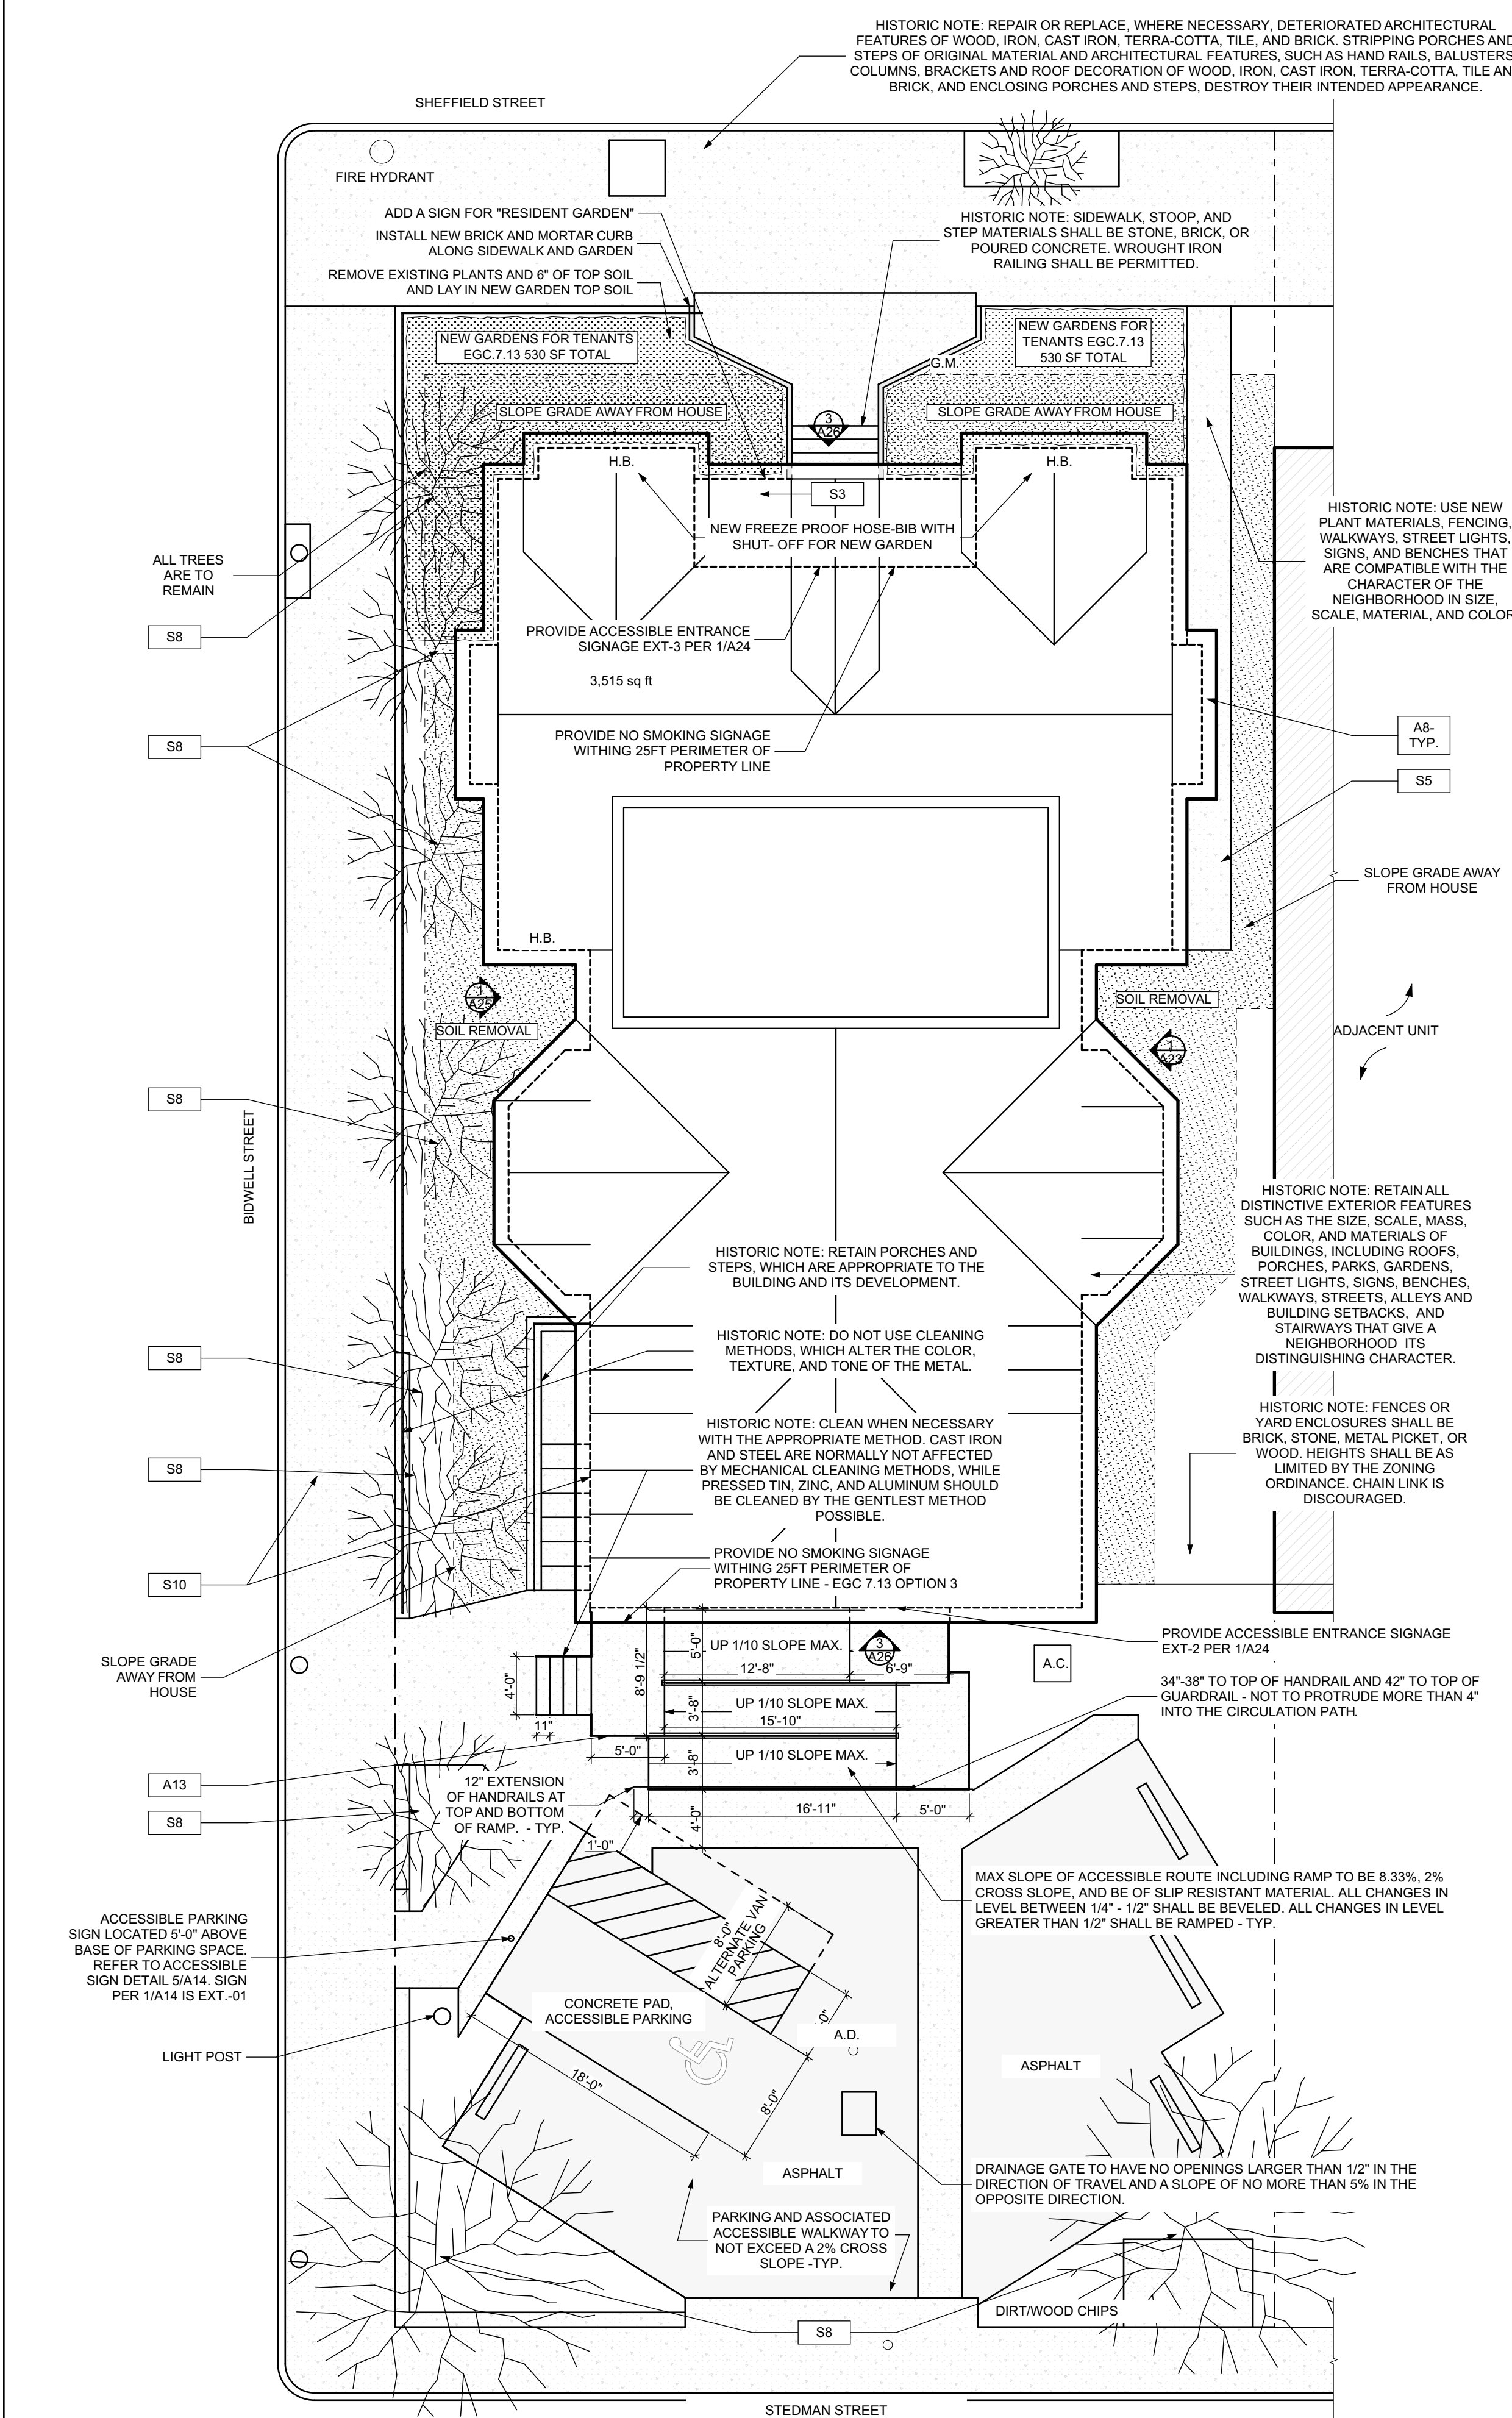 HISTORIC NOTE: REPAIR OR REPLACE, WHERE NECESSARY, DETERIORATED ARCHITECTURAL
FEATURES OF WOOD, IRON, CAST IRON, TERRA-COTTA, TILE, AND BRICK. STRIPPING PORCHES AND
STEPS OF ORIGINAL MATERIAL AND ARCHITECTURAL FEATURES, SUCH AS HAND RAILS, BALUSTERS,
COLUMNS, BRACKETS AND ROOF DECORATION OF WOOD, IRON, CAST IRON, TERRA-COTTA, TILE AN
BRICK, AND ENCLOSING PORCHES AND STEPS, DESTROY THEIR INTENDED APPEARANCE.
SHEFFIELD STREET
FIRE HYDRANT
ADD A SIGN FOR "RESIDENT GARDEN"
INSTALL NEW BRICK AND MORTAR CURB
ALONG SIDEWALK AND GARDEN
REMOVE EXISTING PLANTS AND 6" OF TOP SOIL
AND LAY IN NEW GARDEN TOP SOIL
HISTORIC NOTE: SIDEWALK, STOOP, AND
STEP MATERIALS SHALL BE STONE, BRICK, OR
POURED CONCRETE. WROUGHT IRON
RAILING SHALL BE PERMITTED.
NEW GARDENS FOR TENANTS
EGC.7.13 530 SF TOTAL
NEW GARDENS FOR
TENANTS EGC.7.13
530 SF TOTAL
G.M.
SLOPE GRADE AWAY FROM HOUSE
SLOPE GRADE AWAY FROM HOUSE
3
A26
H.B.
H.B.
S3
NEW FREEZE PROOF HOSE-BIB WITH
SHUT- OFF FOR NEW GARDEN
HISTORIC NOTE: USE NEW
PLANT MATERIALS, FENCING,
WALKWAYS, STREET LIGHTS,
SIGNS, AND BENCHES THAT
ARE COMPATIBLE WITH THE
CHARACTER OF THE
NEIGHBORHOOD IN SIZE,
SCALE, MATERIAL, AND COLOR
ALL TREES
ARE TO
REMAIN
S8
PROVIDE ACCESSIBLE ENTRANCE
SIGNAGE EXT-3 PER 1/A24
3,515 sq ft
S8
PROVIDE NO SMOKING SIGNAGE
WITHING 25FT PERIMETER OF
PROPERTY LINE
A8-
TYP.
S5
SLOPE GRADE AWAY
FROM HOUSE
H.B.
1
A25
SOIL REMOVAL
SOIL REMOVAL
1
A23
ADJACENT UNIT
S8
BIDWELL STREET
HISTORIC NOTE: RETAIN ALL
DISTINCTIVE EXTERIOR FEATURES
SUCH AS THE SIZE, SCALE, MASS,
COLOR, AND MATERIALS OF
BUILDINGS, INCLUDING ROOFS,
PORCHES, PARKS, GARDENS,
STREET LIGHTS, SIGNS, BENCHES,
WALKWAYS, STREETS, ALLEYS AND
BUILDING SETBACKS, AND
STAIRWAYS THAT GIVE A
NEIGHBORHOOD ITS
DISTINGUISHING CHARACTER.
HISTORIC NOTE: RETAIN PORCHES AND
STEPS, WHICH ARE APPROPRIATE TO THE
BUILDING AND ITS DEVELOPMENT.
HISTORIC NOTE: DO NOT USE CLEANING
METHODS, WHICH ALTER THE COLOR,
TEXTURE, AND TONE OF THE METAL.
S8
HISTORIC NOTE: CLEAN WHEN NECESSARY
WITH THE APPROPRIATE METHOD. CAST IRON
AND STEEL ARE NORMALLY NOT AFFECTED
BY MECHANICAL CLEANING METHODS, WHILE
PRESSED TIN, ZINC, AND ALUMINUM SHOULD
BE CLEANED BY THE GENTLEST METHOD
POSSIBLE.
HISTORIC NOTE: FENCES OR
YARD ENCLOSURES SHALL BE
BRICK, STONE, METAL PICKET, OR
WOOD. HEIGHTS SHALL BE AS
LIMITED BY THE ZONING
ORDINANCE. CHAIN LINK IS
DISCOURAGED.
S8
S10
PROVIDE NO SMOKING SIGNAGE
WITHING 25FT PERIMETER OF
PROPERTY LINE - EGC 7.13 OPTION 3
SLOPE GRADE
AWAY FROM
HOUSE
PROVIDE ACCESSIBLE ENTRANCE SIGNAGE
EXT-2 PER 1/A24
5'-0"
UP 1/10 SLOPE MAX.
3
A26
A.C.
12'-8"
6'-9"
8'-9 1/2"
4'-0"
3'-8"
UP 1/10 SLOPE MAX.
15'-10"
11"
34"-38" TO TOP OF HANDRAIL AND 42" TO TOP OF
GUARDRAIL - NOT TO PROTRUDE MORE THAN 4"
INTO THE CIRCULATION PATH.
5'-0"
3'-8"
UP 1/10 SLOPE MAX.
A13
S8
12" EXTENSION
OF HANDRAILS AT
TOP AND BOTTOM
OF RAMP. - TYP.
16'-11"
5'-0"
4'-0"
1'-0"
MAX SLOPE OF ACCESSIBLE ROUTE INCLUDING RAMP TO BE 8.33%, 2%
CROSS SLOPE, AND BE OF SLIP RESISTANT MATERIAL. ALL CHANGES IN
LEVEL BETWEEN 1/4" - 1/2" SHALL BE BEVELED. ALL CHANGES IN LEVEL
GREATER THAN 1/2" SHALL BE RAMPED - TYP.
ACCESSIBLE PARKING
SIGN LOCATED 5'-0" ABOVE
BASE OF PARKING SPACE.
REFER TO ACCESSIBLE
SIGN DETAIL 5/A14. SIGN
PER 1/A14 IS EXT.-01
8'-0"
ALTERNATE VAN
PARKING
CONCRETE PAD,
ACCESSIBLE PARKING
A.D.
LIGHT POST
18'-0"
8'-0"
ASPHALT
ASPHALT
DRAINAGE GATE TO HAVE NO OPENINGS LARGER THAN 1/2" IN THE
DIRECTION OF TRAVEL AND A SLOPE OF NO MORE THAN 5% IN THE
OPPOSITE DIRECTION.
PARKING AND ASSOCIATED
ACCESSIBLE WALKWAY TO
NOT EXCEED A 2% CROSS
SLOPE -TYP.
DIRT/WOOD CHIPS
S8
STEDMAN STREET